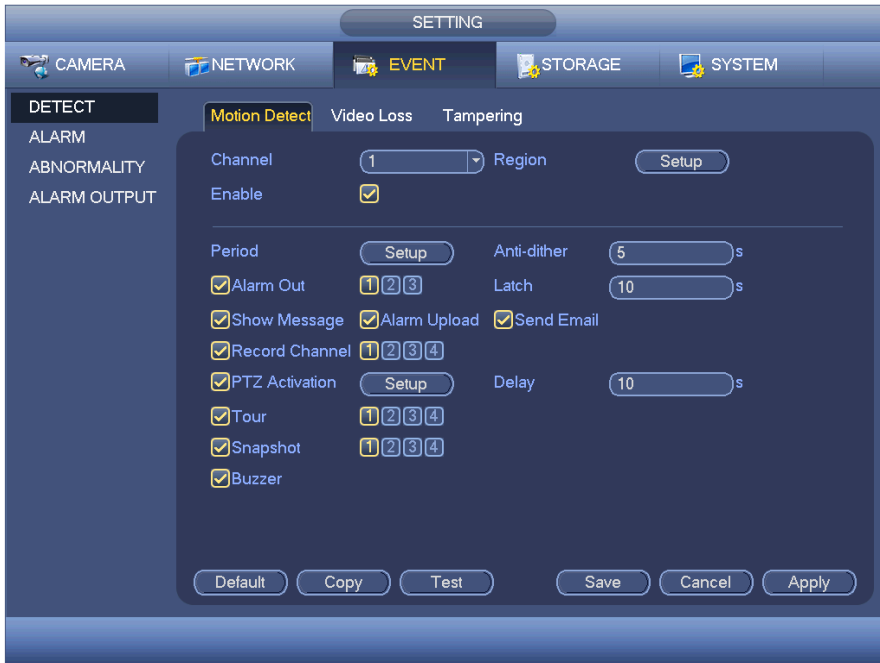 SETTING
CAMERA NETWORK EVENT STORAGE SYSTEM
DETECT
ALARM
ABNORMALITY
ALARM OUTPUT
Motion Detect Video Loss Tampering
Channel 1 Region Setup
Enable
Period Setup Anti-dither 5 s
Alarm Out 1 2 3 Latch 10 s
Show Message Alarm Upload Send Email
Record Channel 1 2 3 4
PTZ Activation Setup Delay 10 s
Tour 1 2 3 4
Snapshot 1 2 3 4
Buzzer
Default Copy Test Save Cancel Apply